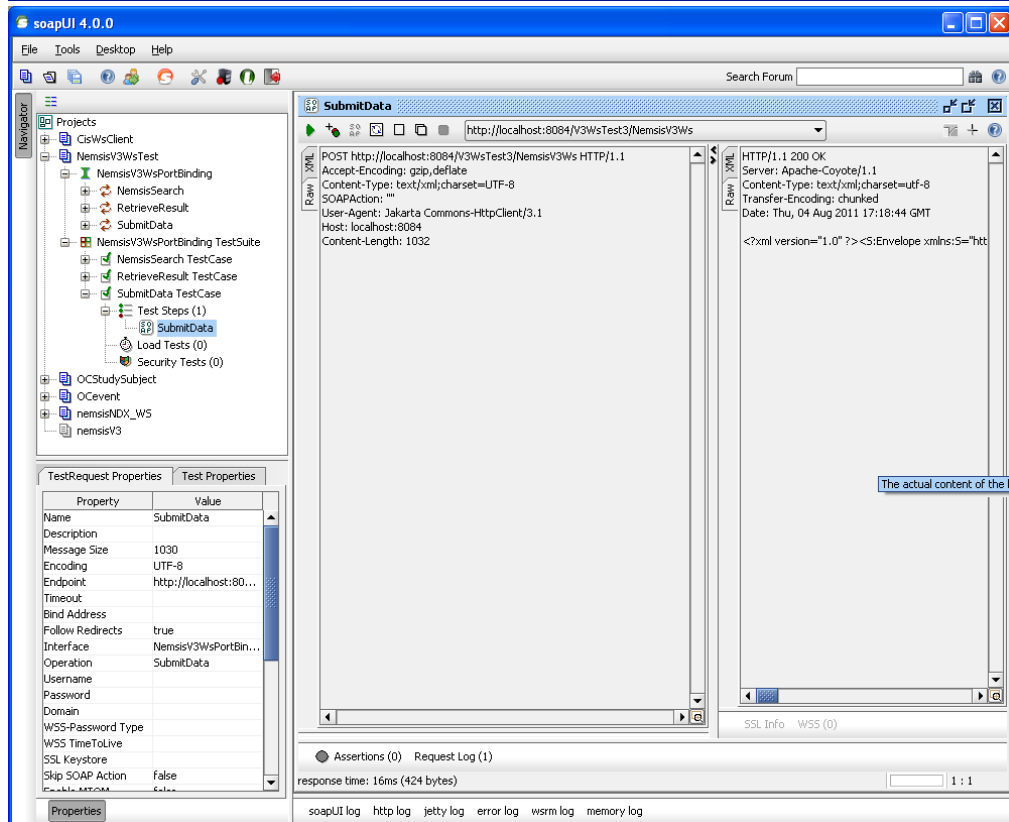 soapUI 4.0.0
File Tools Desktop Help
Search Forum
Navigator
Projects
CisWsClient
NemsisV3WsTest
NemsisV3WsPortBinding
NemsisSearch
RetrieveResult
SubmitData
NemsisV3WsPortBinding TestSuite
NemsisSearch TestCase
RetrieveResult TestCase
SubmitData TestCase
Test Steps (1)
SubmitData
Load Tests (0)
Security Tests (0)
OCStudySubject
OCevent
nemsisNDX_WS
nemsisV3
TestRequest Properties Test Properties
Property Value
Name SubmitData
Description
Message Size 1030
Encoding UTF-8
Endpoint http://localhost:80...
Timeout
Bind Address
Follow Redirects true
Interface NemsisV3WsPortBin...
Operation SubmitData
Username
Password
Domain
WSS-Password Type
WSS TimeToLive
SSL Keystore
Skip SOAP Action false
Properties
SubmitData
http://localhost:8084/V3WsTest3/NemsisV3Ws
XML
Raw
POST http://localhost:8084/V3WsTest3/NemsisV3Ws HTTP/1.1
Accept-Encoding: gzip,deflate
Content-Type: text/xml;charset=UTF-8
SOAPAction: ""
User-Agent: Jakarta Commons-HttpClient/3.1
Host: localhost:8084
Content-Length: 1032
XML
Raw
HTTP/1.1 200 OK
Server: Apache-Coyote/1.1
Content-Type: text/xml;charset=utf-8
Transfer-Encoding: chunked
Date: Thu, 04 Aug 2011 17:18:44 GMT
<?xml version="1.0" ?><S:Envelope xmlns:S="htt
The actual content of the
SSL Info WSS (0)
Assertions (0) Request Log (1)
response time: 16ms (424 bytes)
1 : 1
soapUI log http log jetty log error log wsrm log memory log